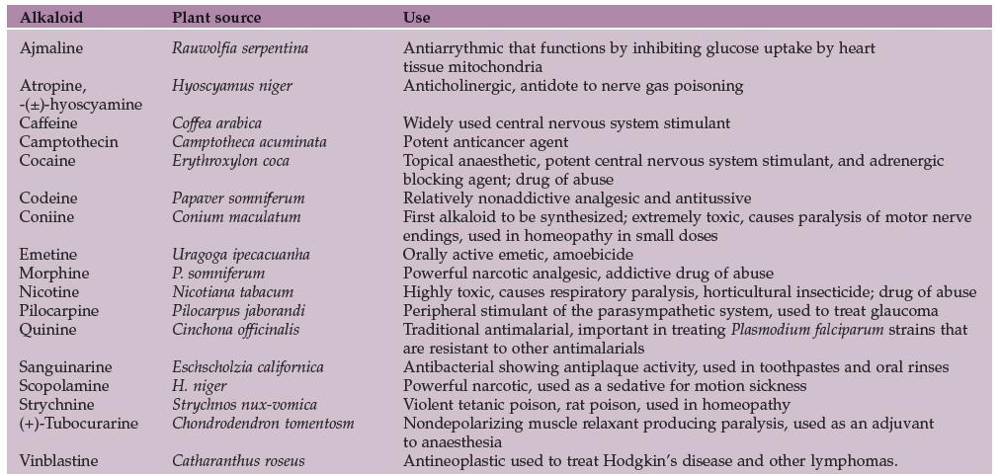 Alkaloid Plant source Use
Ajmaline Rauwolfia serpentina Antiarrythmic that functions by inhibiting glucose uptake by heart
tissue mitochondria
Atropine, Hyoscyamus niger Anticholinergic, antidote to nerve gas poisoning
-(±)-hyoscyamine
Caffeine Coffea arabica Widely used central nervous system stimulant
Camptothecin Camptotheca acuminata Potent anticancer agent
Cocaine Erythroxylon coca Topical anaesthetic, potent central nervous system stimulant, and adrenergic
blocking agent; drug of abuse
Codeine Papaver somniferum Relatively nonaddictive analgesic and antitussive
Coniine Conium maculatum First alkaloid to be synthesized; extremely toxic, causes paralysis of motor nerve
endings, used in homeopathy in small doses
Emetine Uragoga ipecacuanha Orally active emetic, amoebicide
Morphine P. somniferum Powerful narcotic analgesic, addictive drug of abuse
Nicotine Nicotiana tabacum Highly toxic, causes respiratory paralysis, horticultural insecticide; drug of abuse
Pilocarpine Pilocarpus jaborandi Peripheral stimulant of the parasympathetic system, used to treat glaucoma
Quinine Cinchona officinalis Traditional antimalarial, important in treating Plasmodium falciparum strains that
are resistant to other antimalarials
Sanguinarine Eschscholzia californica Antibacterial showing antiplaque activity, used in toothpastes and oral rinses
Scopolamine H. niger Powerful narcotic, used as a sedative for motion sickness
Strychnine Strychnos nux-vomica Violent tetanic poison, rat poison, used in homeopathy
(+)-Tubocurarine Chondrodendron tomentosm Nondepolarizing muscle relaxant producing paralysis, used as an adjuvant
to anaesthesia
Vinblastine Catharanthus roseus Antineoplastic used to treat Hodgkin's disease and other lymphomas.